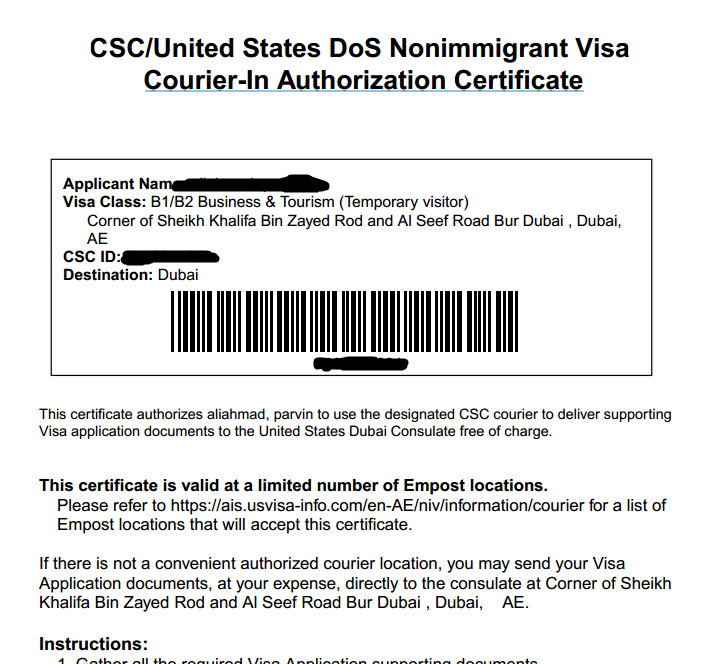 CSC/United States DoS Nonimmigrant Visa
Courier-In Authorization Certificate
Applicant Nam
Visa Class: B1/B2 Business & Tourism (Temporary visitor)
Corner of Sheikh Khalifa Bin Zayed Rod and Al Seef Road Bur Dubai , Dubai,
AE
CSC ID:
Destination: Dubai
This certificate authorizes aliahmad, parvin to use the designated CSC courier to deliver supporting
Visa application documents to the United States Dubai Consulate free of charge.
This certificate is valid at a limited number of Empost locations.
Please refer to https://ais.usvisa-info.com/en-AE/niv/information/courier for a list of
Empost locations that will accept this certificate.
If there is not a convenient authorized courier location, you may send your Visa
Application documents, at your expense, directly to the consulate at Corner of Sheikh
Khalifa Bin Zayed Rod and Al Seef Road Bur Dubai , Dubai, AE.
Instructions:
1. Gather all the required Visa Application supporting documents